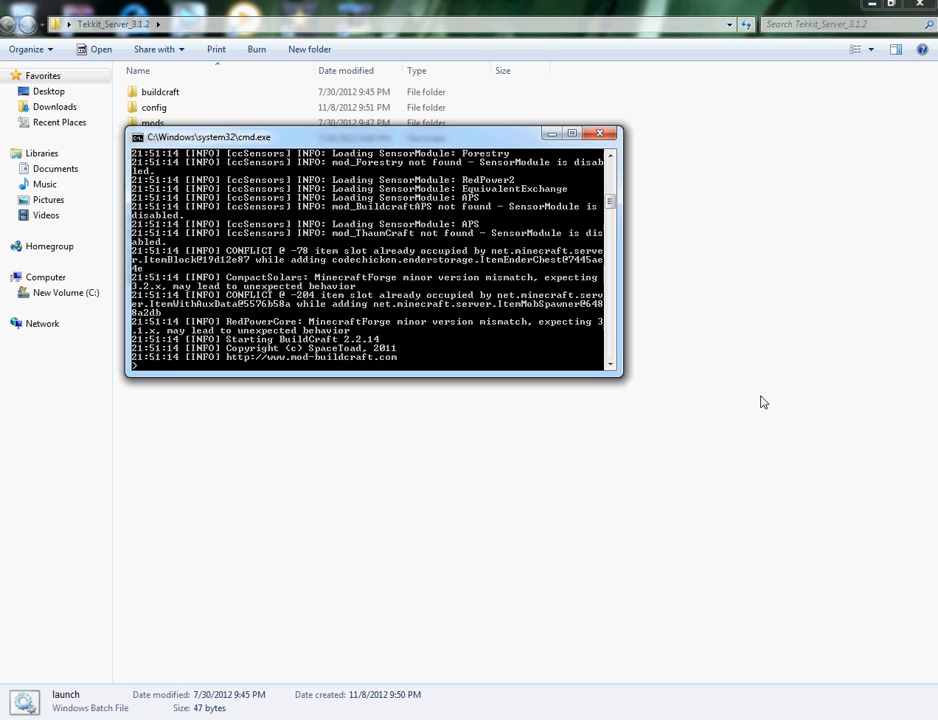 Tekkit_Server_3.1.2
Search Tekkit_Server_3.1.2
Organize Open Share with Print Burn New folder
Favorites
Desktop
Downloads
Recent Places
Libraries
Documents
Music
Pictures
Videos
Homegroup
Computer
New Volume (C:)
Network
Name Date modified Type Size
buildcraft 7/30/2012 9:45 PM File folder
config 11/8/2012 9:51 PM File folder
mods 7/30/2012 9:47 PM File folder
C:\Windows\system32\cmd.exe
21:51:14 [INFO] [ccSensors] INFO: Loading SensorModule: Forestry
21:51:14 [INFO] [ccSensors] INFO: mod_Forestry not found - SensorModule is disab
led.
21:51:14 [INFO] [ccSensors] INFO: Loading SensorModule: RedPower2
21:51:14 [INFO] [ccSensors] INFO: Loading SensorModule: EquivalentExchange
21:51:14 [INFO] [ccSensors] INFO: Loading SensorModule: APS
21:51:14 [INFO] [ccSensors] INFO: mod_BuildcraftAPS not found - SensorModule is
disabled.
21:51:14 [INFO] [ccSensors] INFO: Loading SensorModule: APS
21:51:14 [INFO] [ccSensors] INFO: mod_ThaumCraft not found - SensorModule is dis
abled.
21:51:14 [INFO] CONFLICT @ -78 item slot already occupied by net.minecraft.serve
r.ItemBlock@19d12e87 while adding codechicken.enderstorage.ItemEnderChest@7445ae
4e
21:51:14 [INFO] CompactSolars: MinecraftForge minor version mismatch, expecting
3.2.x, may lead to unexpected behavior
21:51:14 [INFO] CONFLICT @ -204 item slot already occupied by net.minecraft.serv
er.ItemWithAuxData@5576b58a while adding net.minecraft.server.ItemMobSpawner@648
8a2db
21:51:14 [INFO] RedPowerCore: MinecraftForge minor version mismatch, expecting 3
.1.x, may lead to unexpected behavior
21:51:14 [INFO] Starting BuildCraft 2.2.14
21:51:14 [INFO] Copyright (c) SpaceToad, 2011
21:51:14 [INFO] http://www.mod-buildcraft.com
>
launch Date modified: 7/30/2012 9:45 PM Date created: 11/8/2012 9:50 PM
Windows Batch File Size: 47 bytes